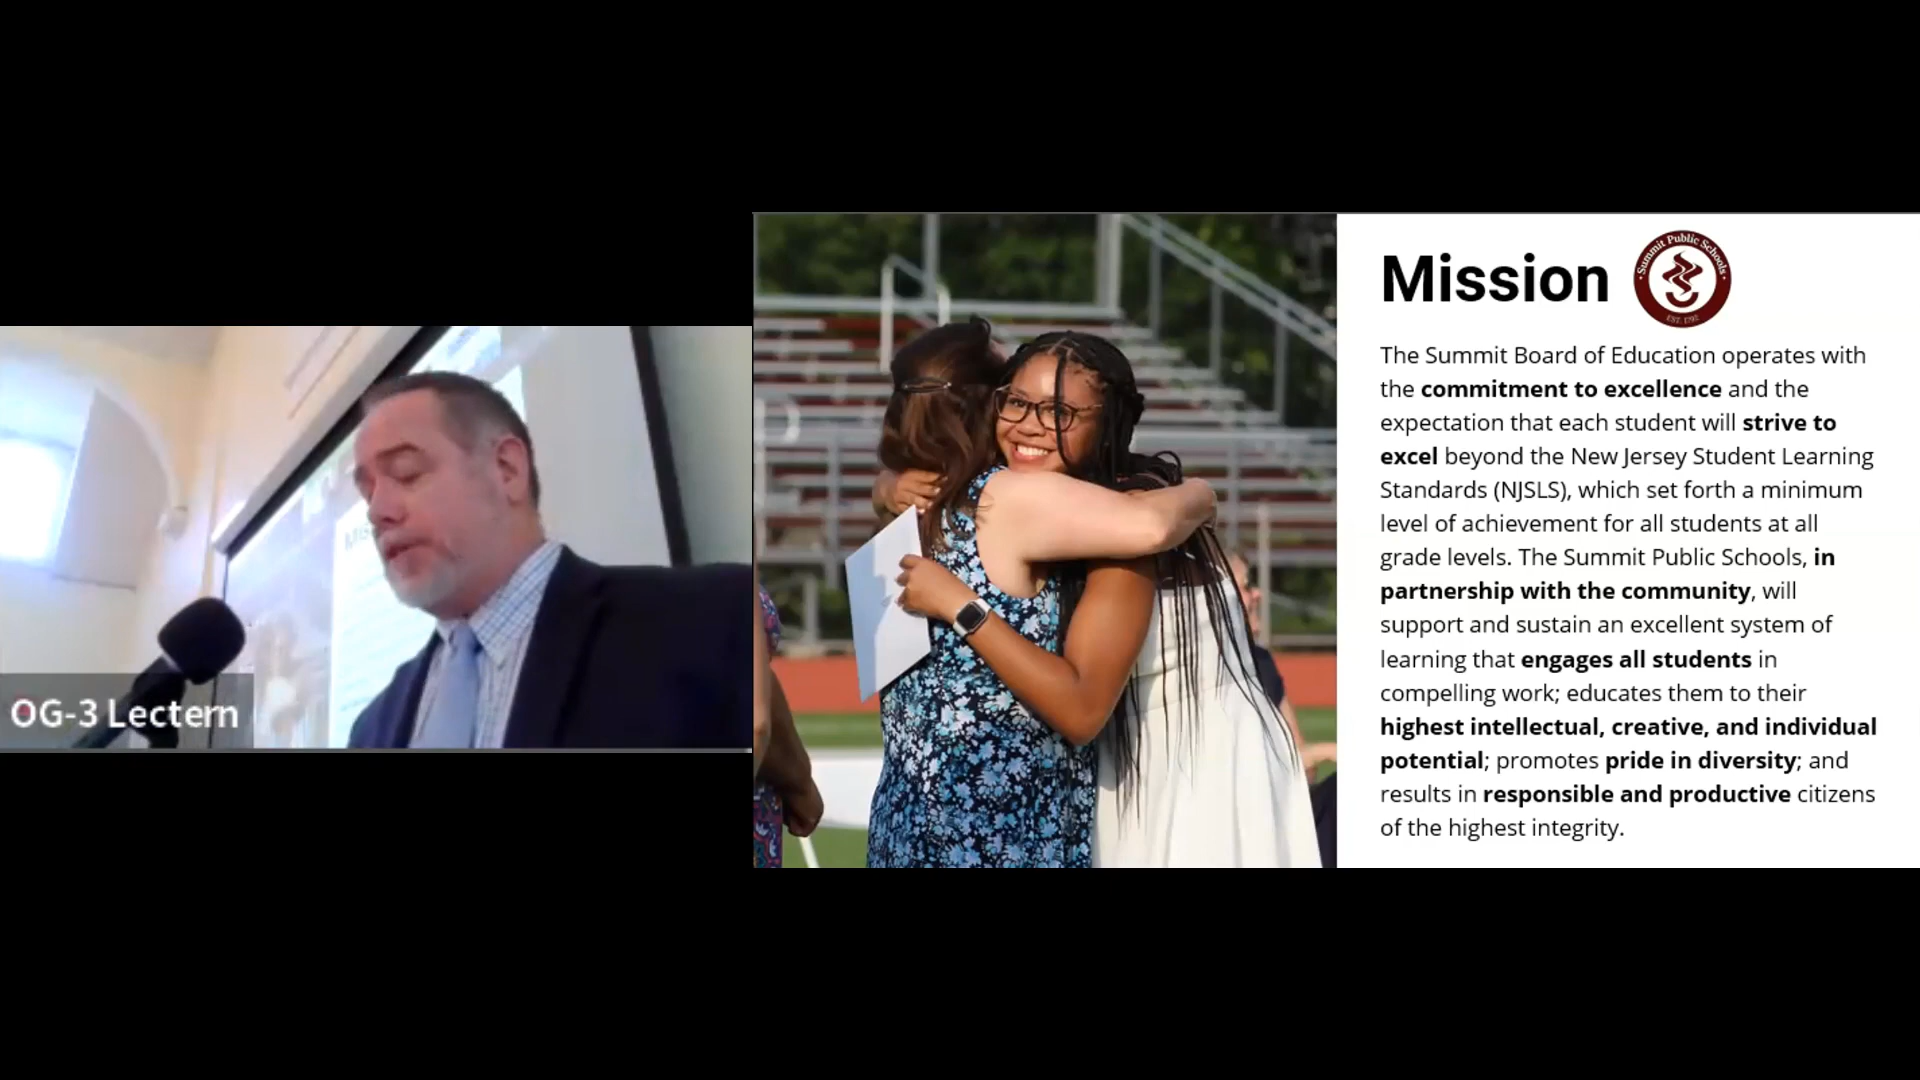 OG-3 Lectern
Mission
Summit Public Schools
EST. 1792
The Summit Board of Education operates with
the commitment to excellence and the
expectation that each student will strive to
excel beyond the New Jersey Student Learning
Standards (NJSLS), which set forth a minimum
level of achievement for all students at all
grade levels. The Summit Public Schools, in
partnership with the community, will
support and sustain an excellent system of
learning that engages all students in
compelling work; educates them to their
highest intellectual, creative, and individual
potential; promotes pride in diversity; and
results in responsible and productive citizens
of the highest integrity.